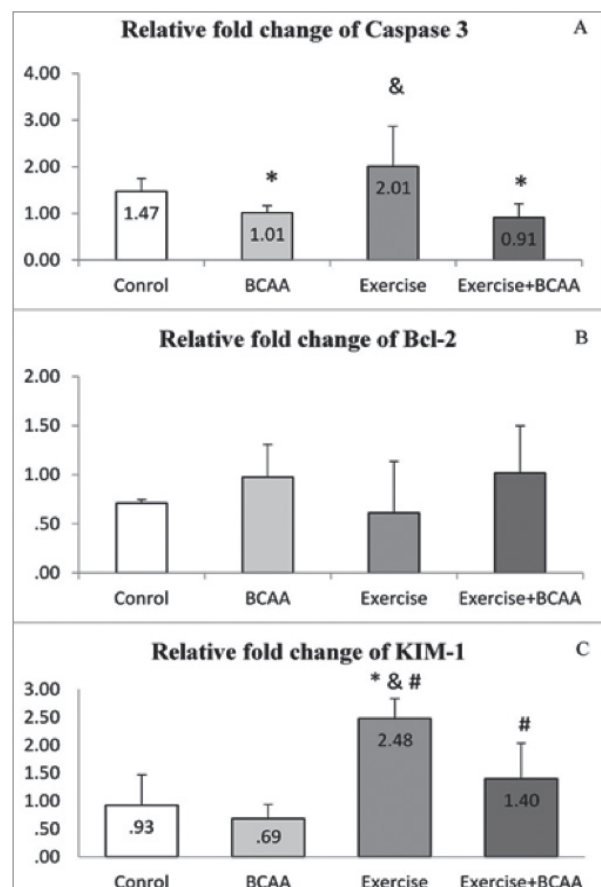 Relative fold change of Caspase 3 A
4.00
&
3.00
2.00
* *
1.00
1.47 1.01 2.01 0.91
0.00
Conrol BCAA Exercise Exercise+BCAA
Relative fold change of Bcl-2 B
2.00
1.50
1.00
.50
.00
Conrol BCAA Exercise Exercise+BCAA
Relative fold change of KIM-1 C
3.00
* & #
2.50
2.48
#
2.00
1.50
1.40
1.00
.50
.93 .69
.00
Conrol BCAA Exercise Exercise+BCAA